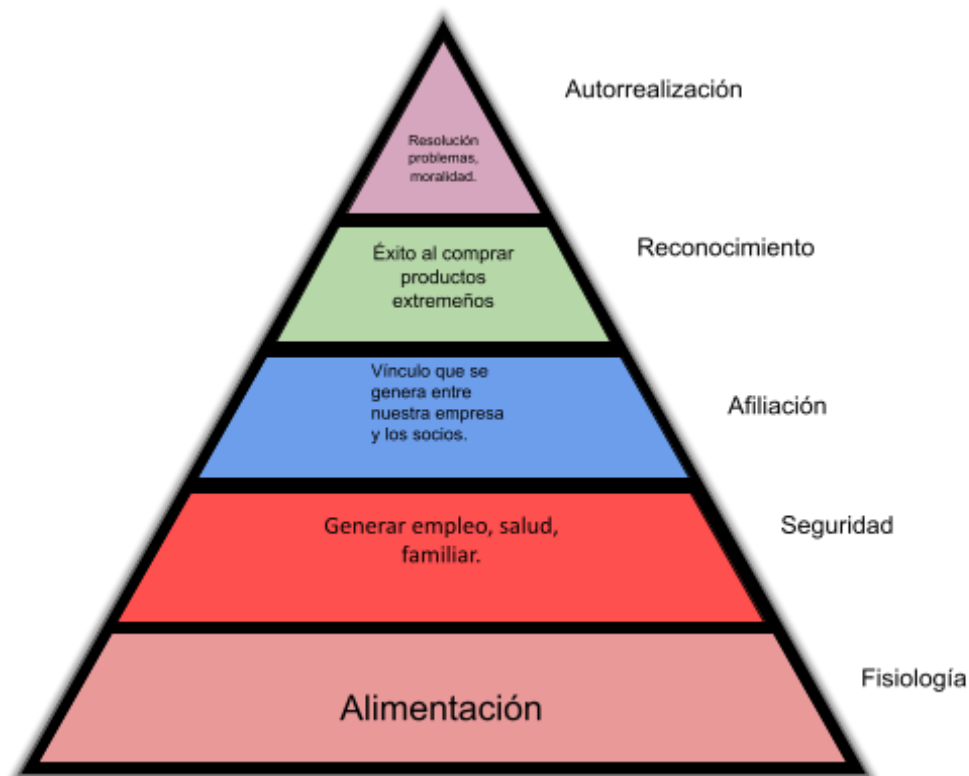 Autorrealización
Resolución
problemas,
moralidad.
Reconocimiento
Éxito al comprar
productos
extremeños
Vínculo que se
genera entre
nuestra empresa
y los socios.
Afiliación
Generar empleo, salud,
familiar.
Seguridad
Fisiología
Alimentación